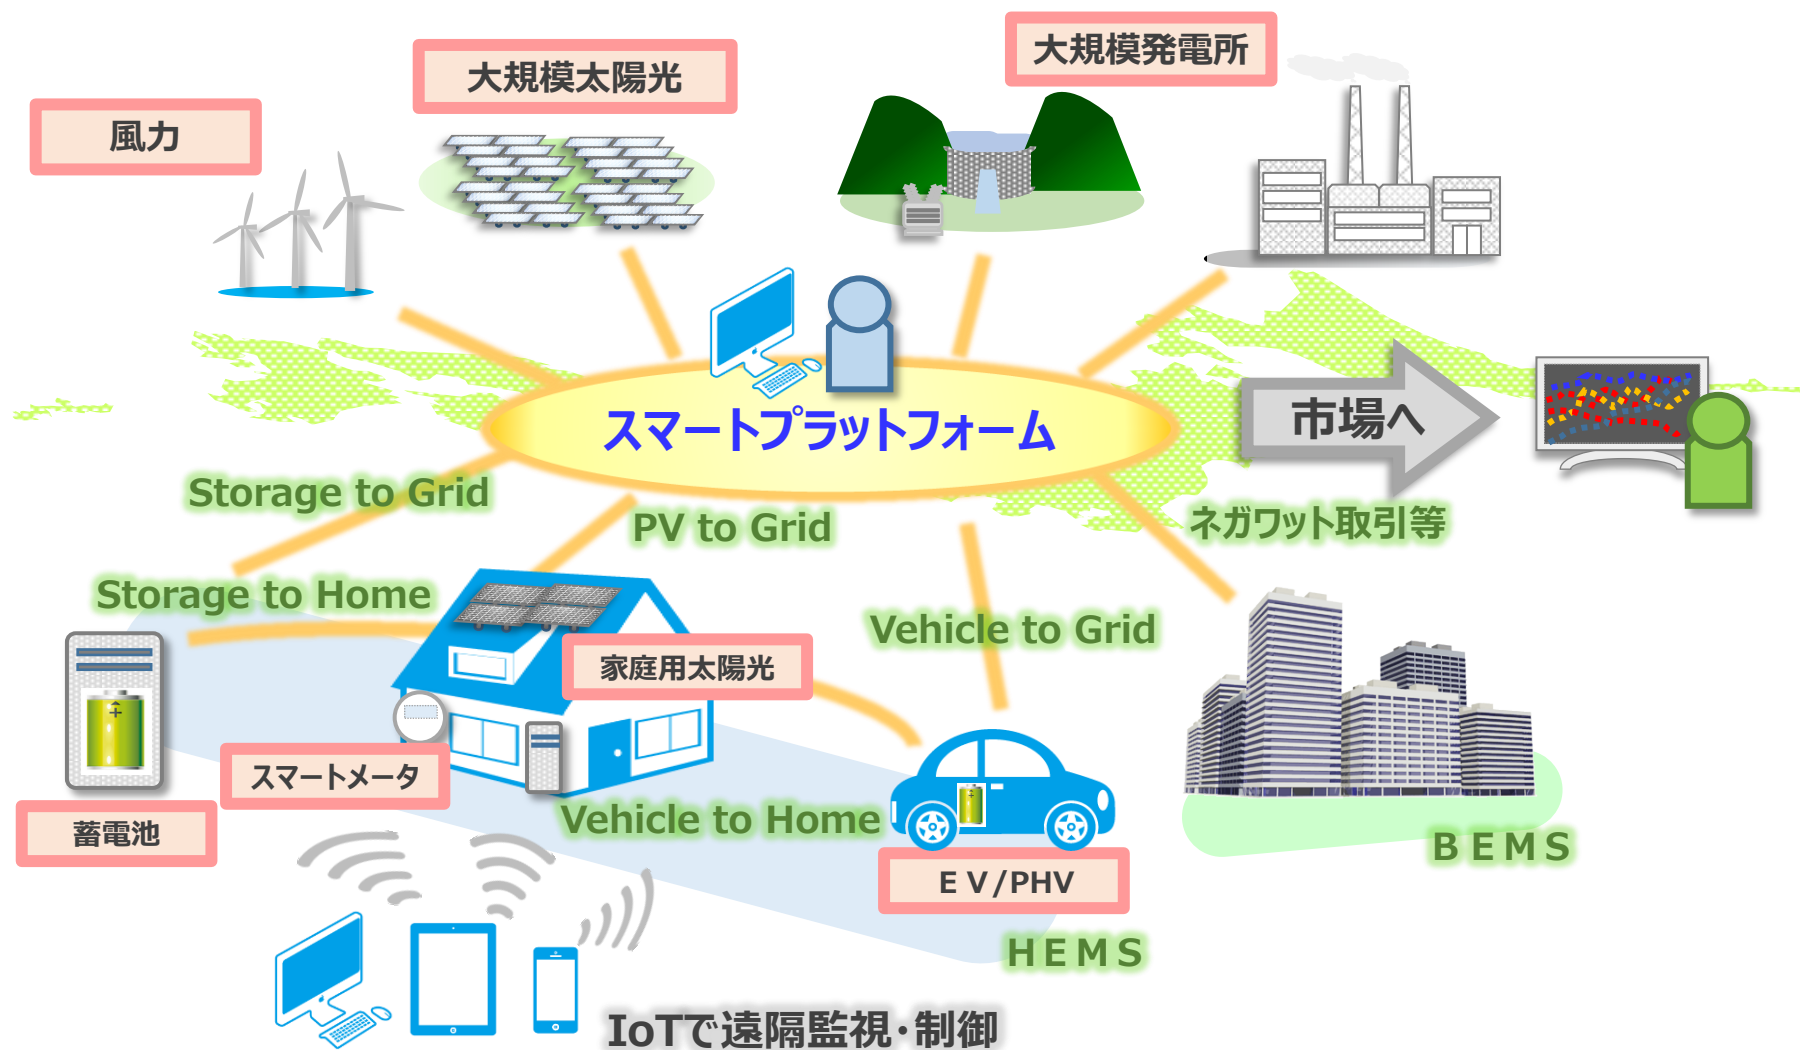 大規模発電所
大規模太陽光
風力
スマートプラットフォーム
市場へ
Storage to Grid
PV to Grid
ネガワット取引等
Storage to Home
Vehicle to Grid
家庭用太陽光
スマートメータ
Vehicle to Home
蓄電池
ＥＶ/PHV
ＢＥＭＳ
ＨＥＭＳ
IoTで遠隔監視・制御